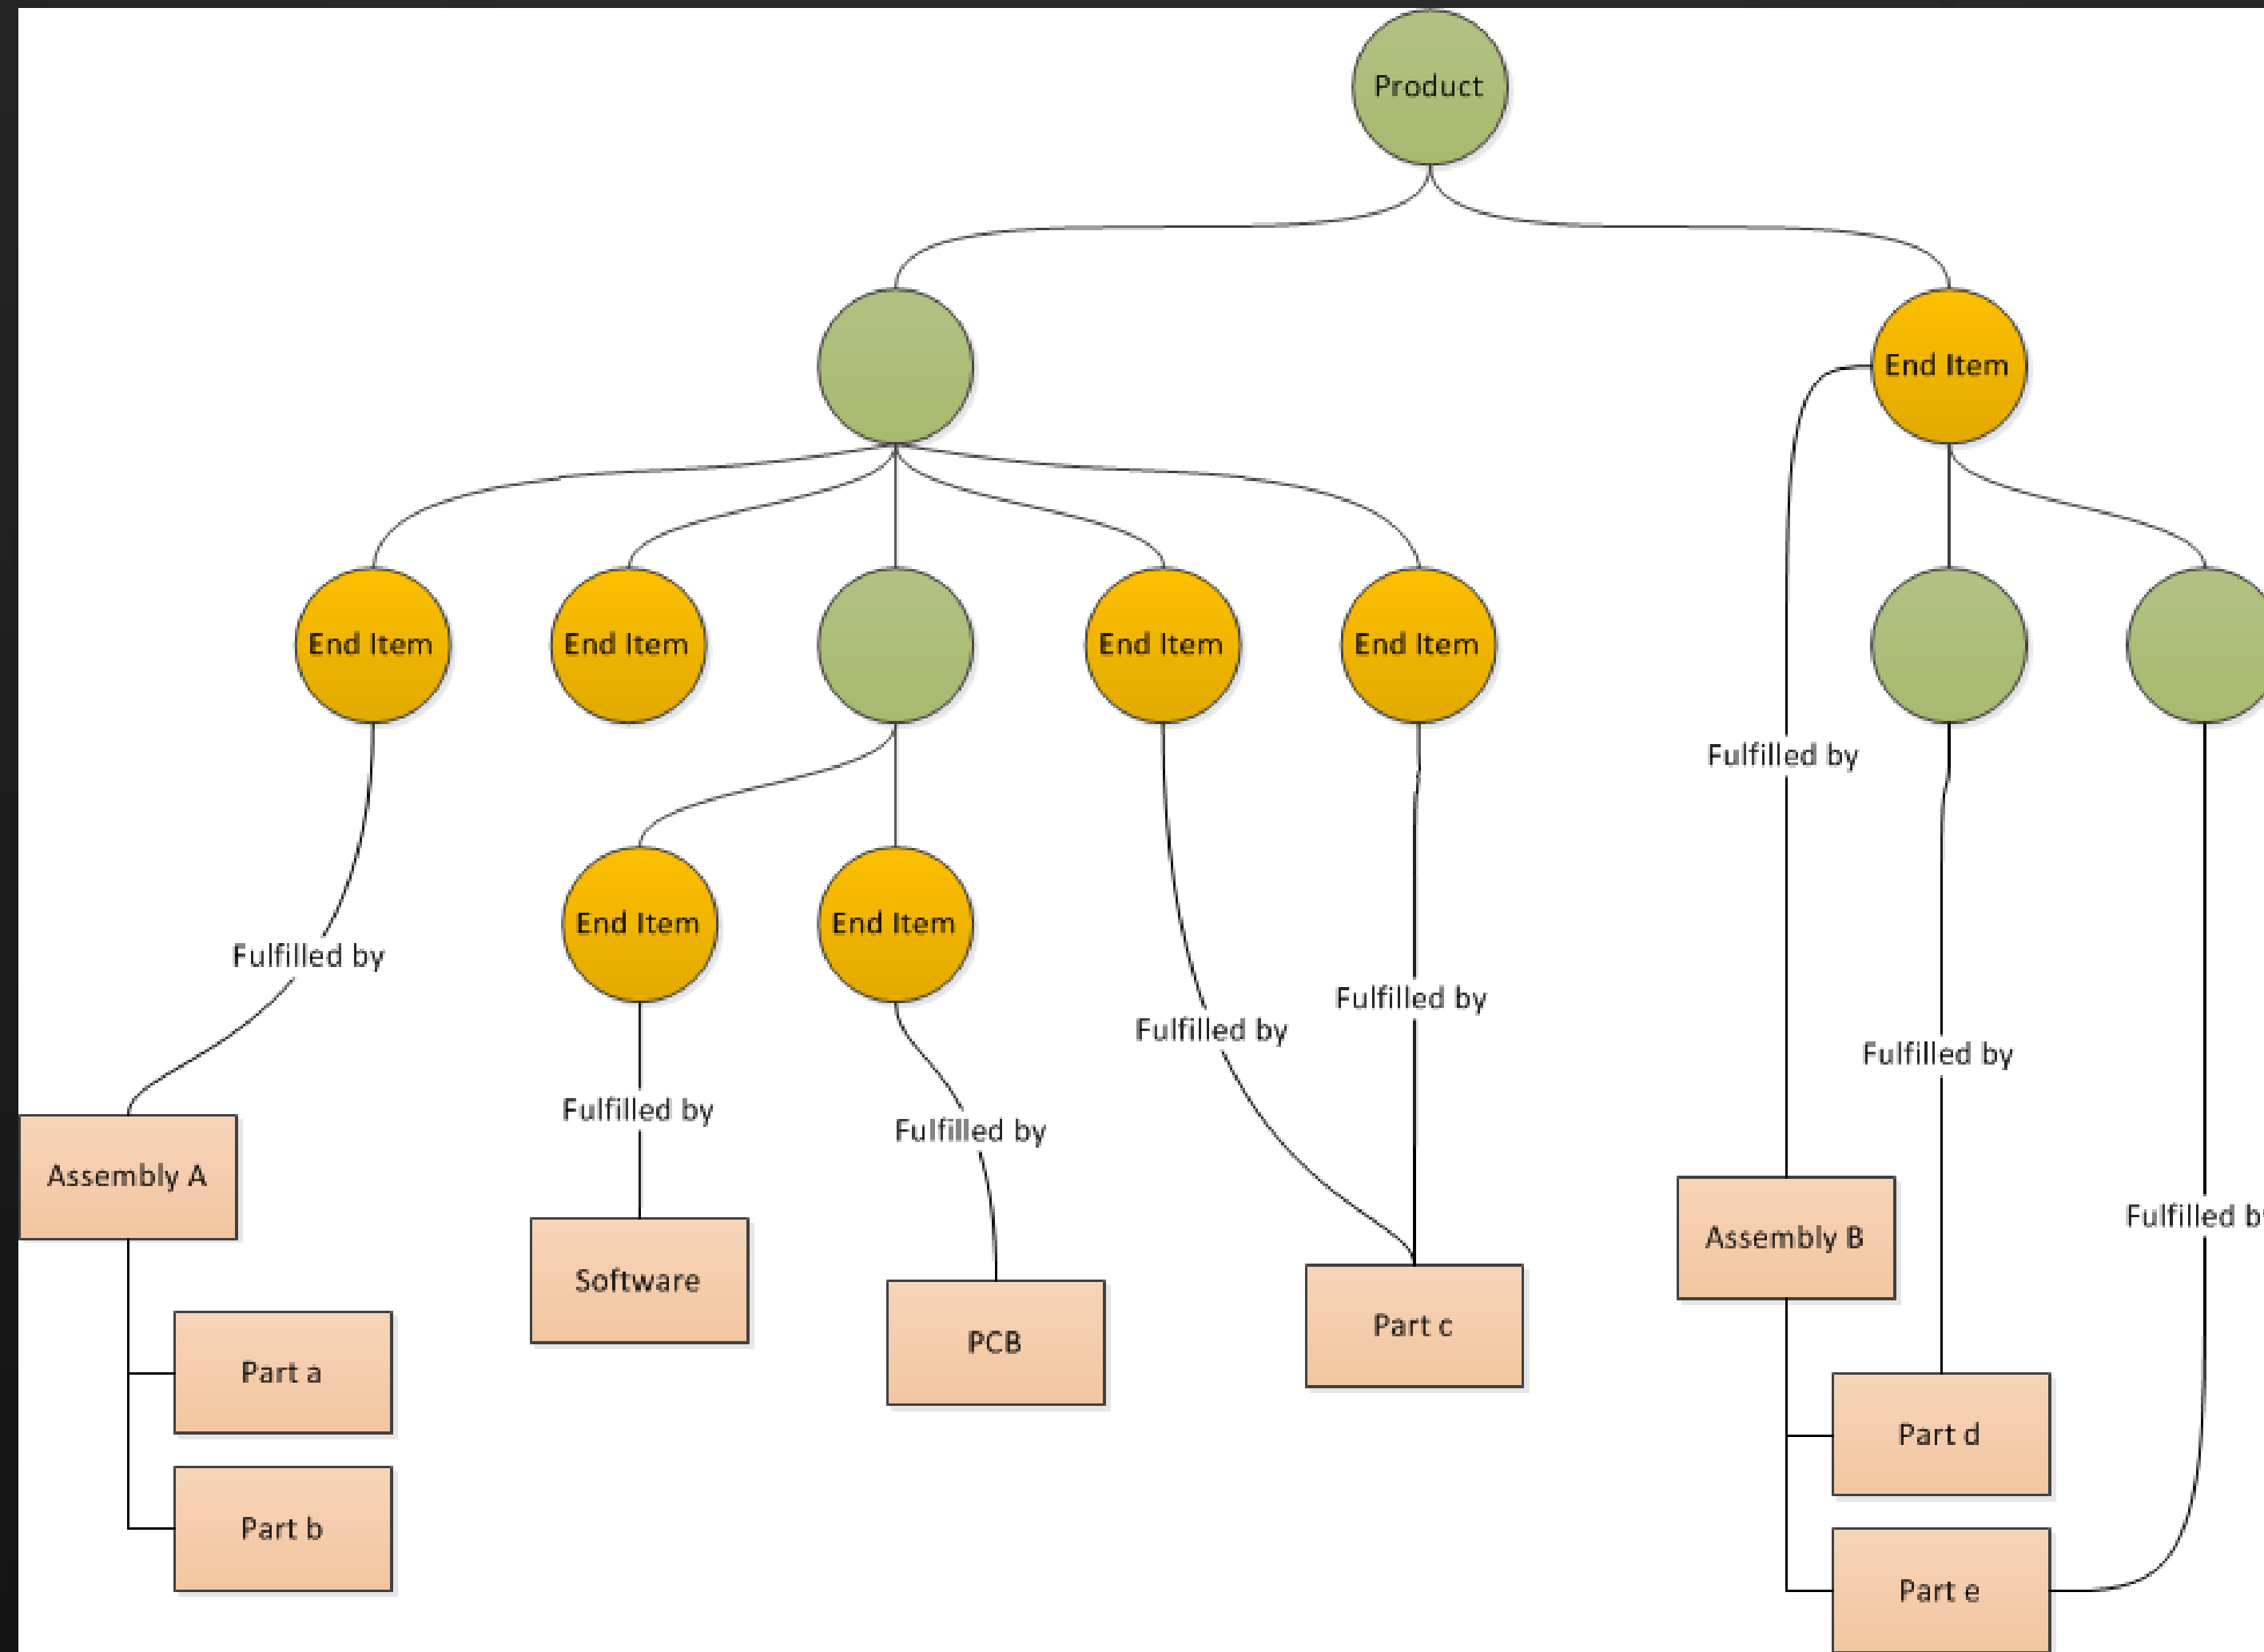 Product
End Item
End Item
End Item
End Item
End Item
Fulfilled by
End Item
End Item
Fulfilled by
Fulfilled by
Fulfilled by
Fulfilled by
Fulfilled by
Fulfilled by
Assembly A
Fulfilled b
Assembly B
Software
Part c
PCB
Part a
Part d
Part b
Part e